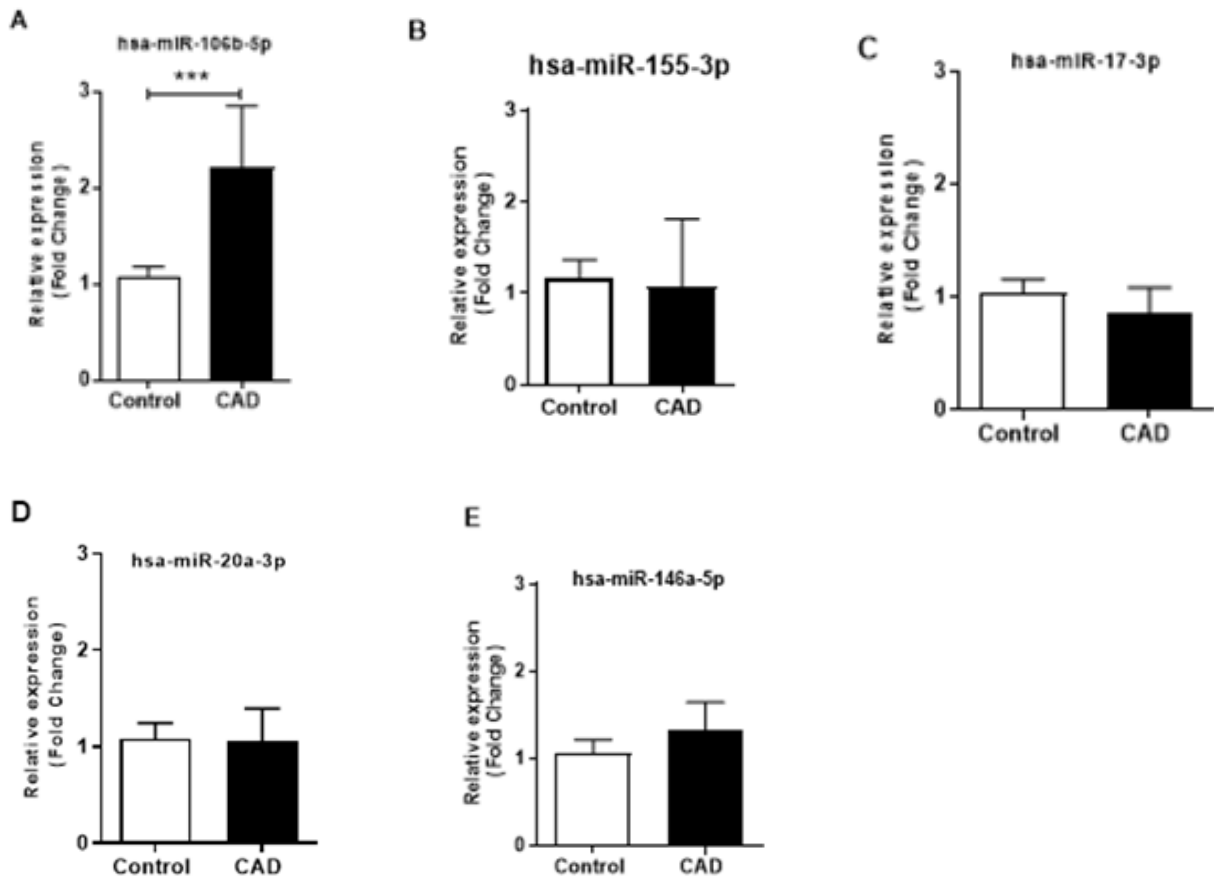 A
hsa-miR-106b-5p
***
3
2
1
0
Relative expression
(Fold Change)
Control CAD
B
hsa-miR-155-3p
3
2
1
0
Relative expression
(Fold Change)
Control CAD
C
hsa-miR-17-3p
3
2
1
0
Relative expression
(Fold Change)
Control CAD
D
hsa-miR-20a-3p
3
2
1
0
Relative expression
(Fold Change)
Control CAD
E
hsa-miR-146a-5p
3
2
1
0
Relative expression
(Fold Change)
Control CAD